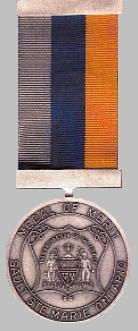 MEDAL OF MERIT
SAULT STE. MARIE ONTARIO